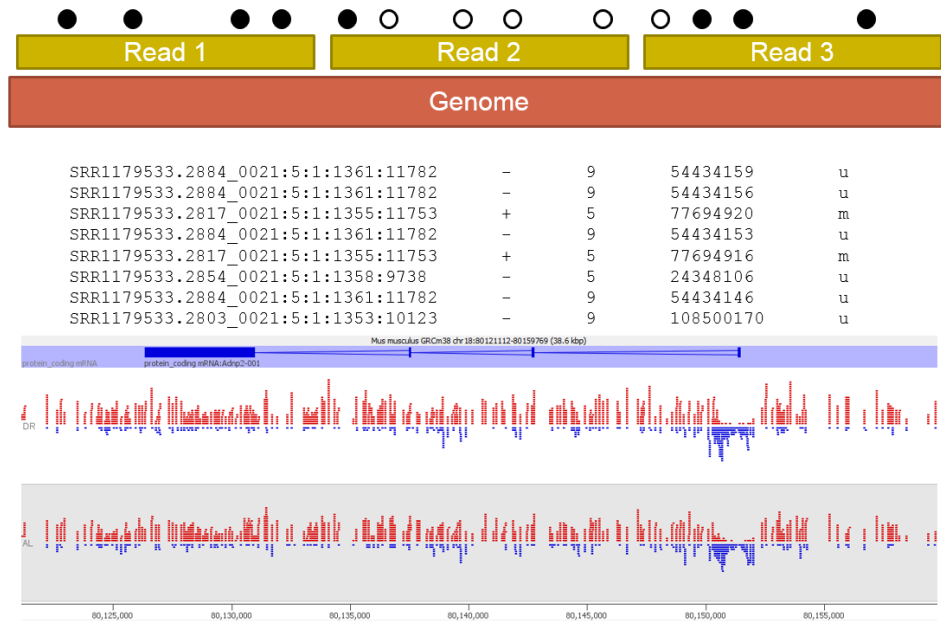 Read 1 Read 2 Read 3
Genome
SRR1179533.2884_0021:5:1:1361:11782 - 9 54434159 u
SRR1179533.2884_0021:5:1:1361:11782 - 9 54434156 u
SRR1179533.2817_0021:5:1:1355:11753 + 5 77694920 m
SRR1179533.2884_0021:5:1:1361:11782 - 9 54434153 u
SRR1179533.2817_0021:5:1:1355:11753 + 5 77694916 m
SRR1179533.2854_0021:5:1:1358:9738 - 5 24348106 u
SRR1179533.2884_0021:5:1:1361:11782 - 9 54434146 u
SRR1179533.2803_0021:5:1:1353:10123 - 9 108500170 u
Mus musculus GRCm38 chr18:80121112-80159769 (38.6 kbp)
protein_coding mRNA protein_coding mRNA:Adnp2-001
DR
AL
80,125,000 80,130,000 80,135,000 80,140,000 80,145,000 80,150,000 80,155,000